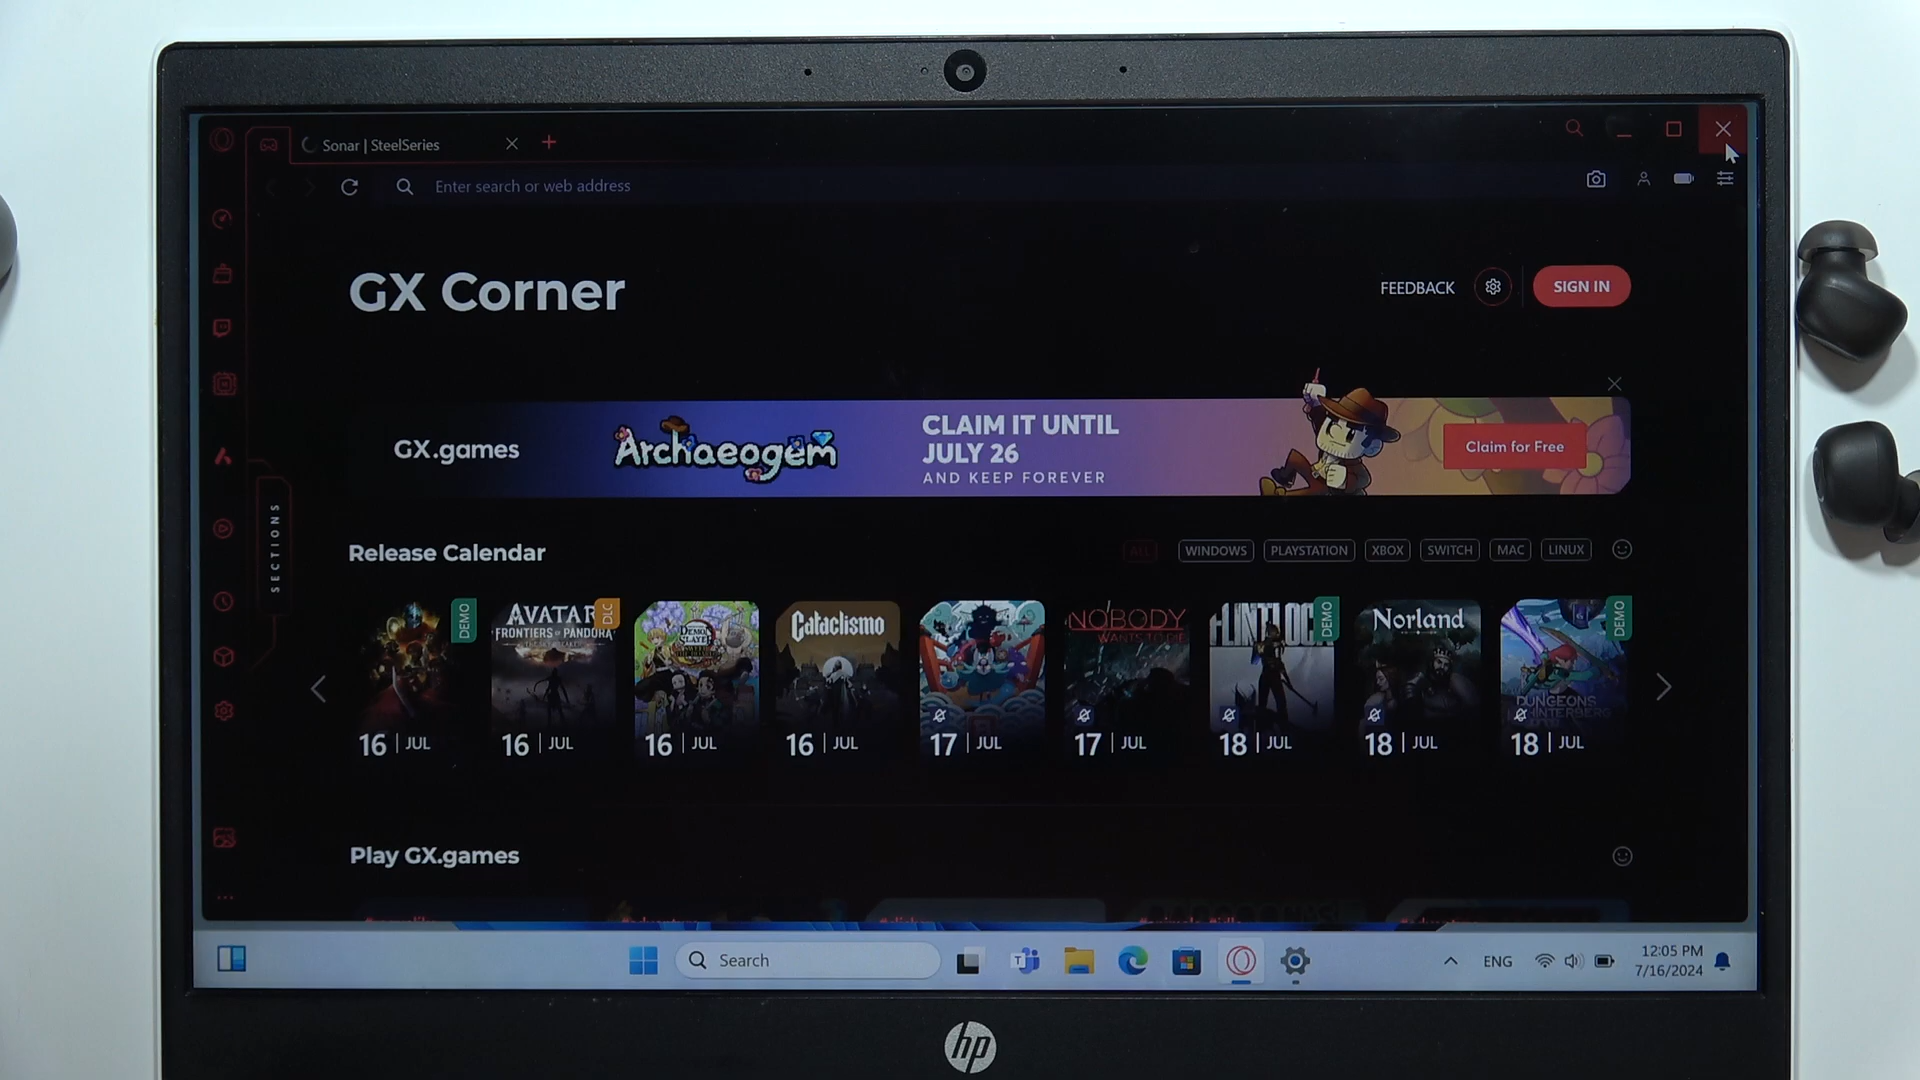 Sonar | SteelSeries
Enter search or web address
GX Corner
FEEDBACK
SIGN IN
GX.games
Archaeogem
CLAIM IT UNTIL
JULY 26
AND KEEP FOREVER
Claim for Free
SECTIONS
Release Calendar
ALL WINDOWS PLAYSTATION XBOX SWITCH MAC LINUX
DEMO
AVATAR
FRONTIERS OF PANDORA
DLC
DEMON
SLAYER
Cataclismo
NOBODY
WANTS TO DIE
FLINTLOCK
DEMO
Norland
DUNGEONS
HINTERBERG
DEMO
16 | JUL
16 | JUL
16 | JUL
16 | JUL
17 | JUL
17 | JUL
18 | JUL
18 | JUL
18 | JUL
Play GX.games
Search
ENG
12:05 PM
7/16/2024
hp